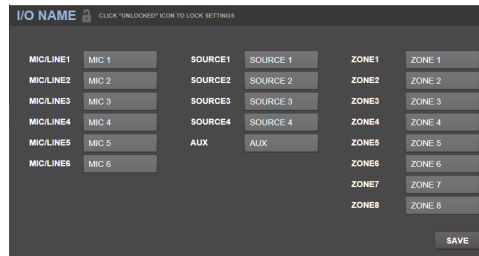 I/O NAME CLICK "UNLOCKED" ICON TO LOCK SETTINGS
MIC/LINE1 MIC 1 SOURCE1 SOURCE 1 ZONE1 ZONE 1
MIC/LINE2 MIC 2 SOURCE2 SOURCE 2 ZONE2 ZONE 2
MIC/LINE3 MIC 3 SOURCE3 SOURCE 3 ZONE3 ZONE 3
MIC/LINE4 MIC 4 SOURCE4 SOURCE 4 ZONE4 ZONE 4
MIC/LINE5 MIC 5 AUX AUX ZONE5 ZONE 5
MIC/LINE6 MIC 6 ZONE6 ZONE 6
ZONE7 ZONE 7
ZONE8 ZONE 8
SAVE